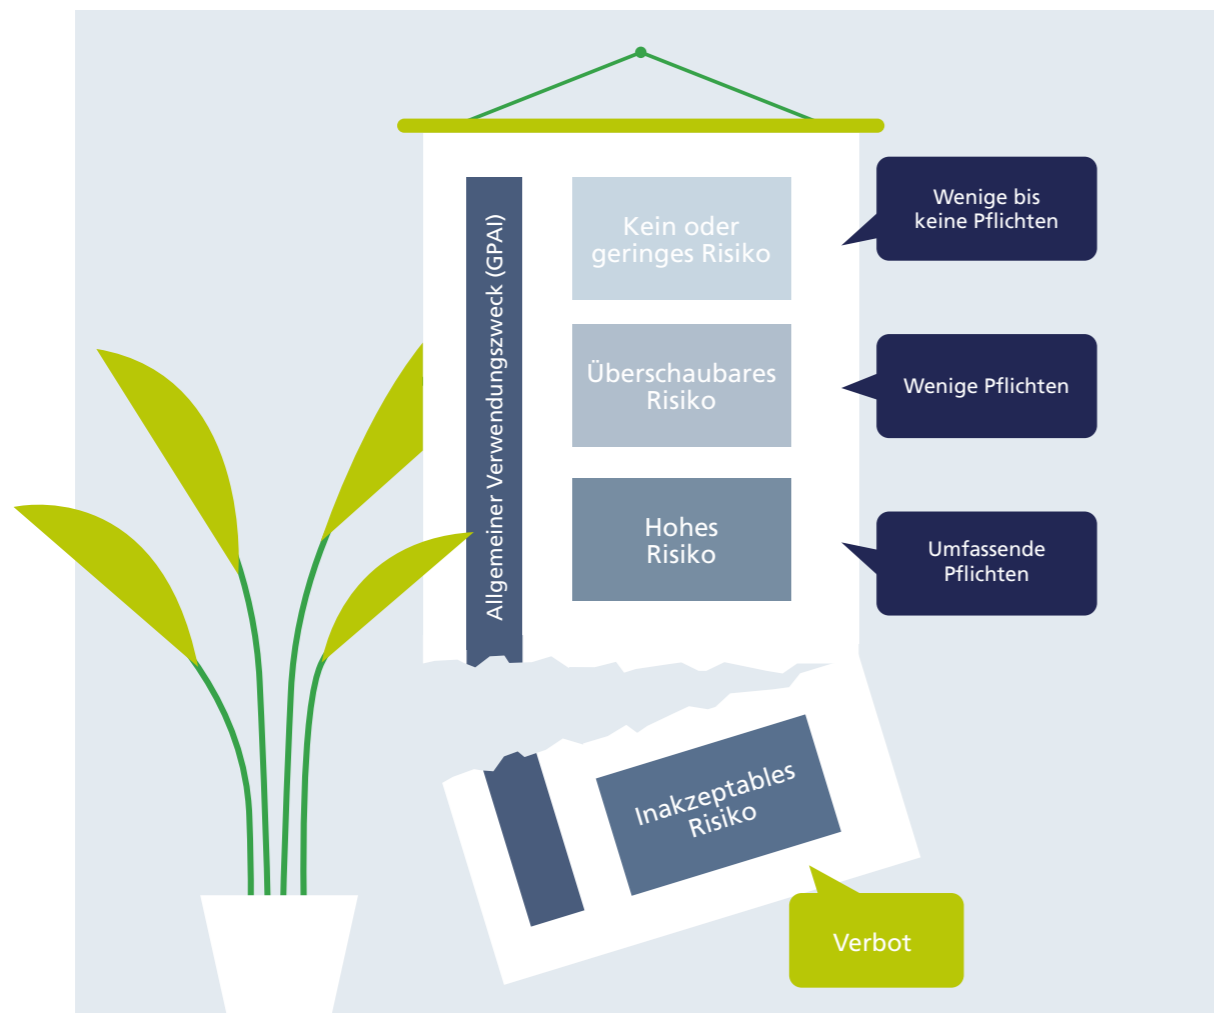 Allgemeiner Verwendungszweck (GPAI)
Kein oder
geringes Risiko
Wenige bis
keine Pflichten
Überschaubares
Risiko
Wenige Pflichten
Hohes
Risiko
Umfassende
Pflichten
Inakzeptables
Risiko
Verbot